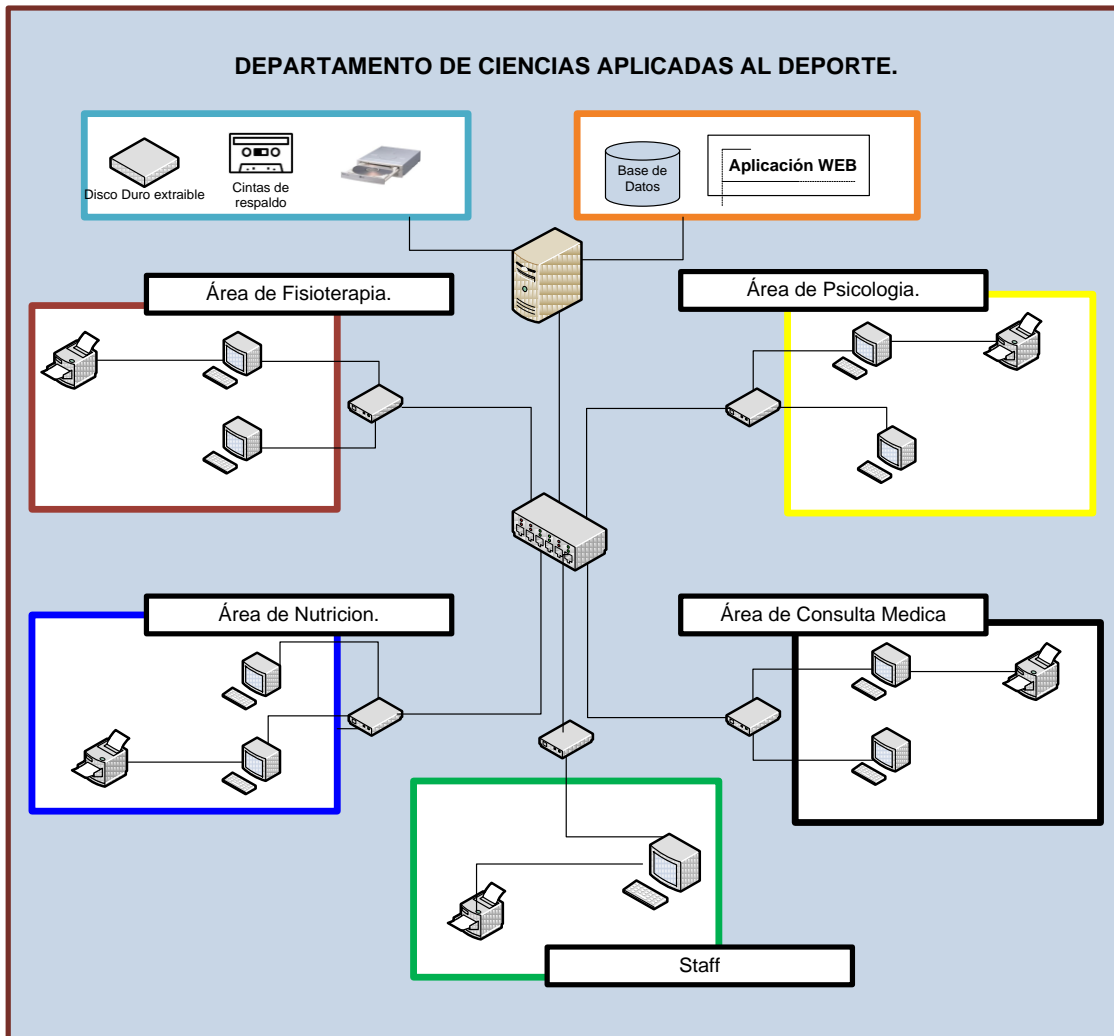 DEPARTAMENTO DE CIENCIAS APLICADAS AL DEPORTE.
Disco Duro extraible
Cintas de
respaldo
Base de
Datos
Aplicación WEB
Área de Fisioterapia.
Área de Psicologia.
Área de Nutricion.
Área de Consulta Medica
Staff